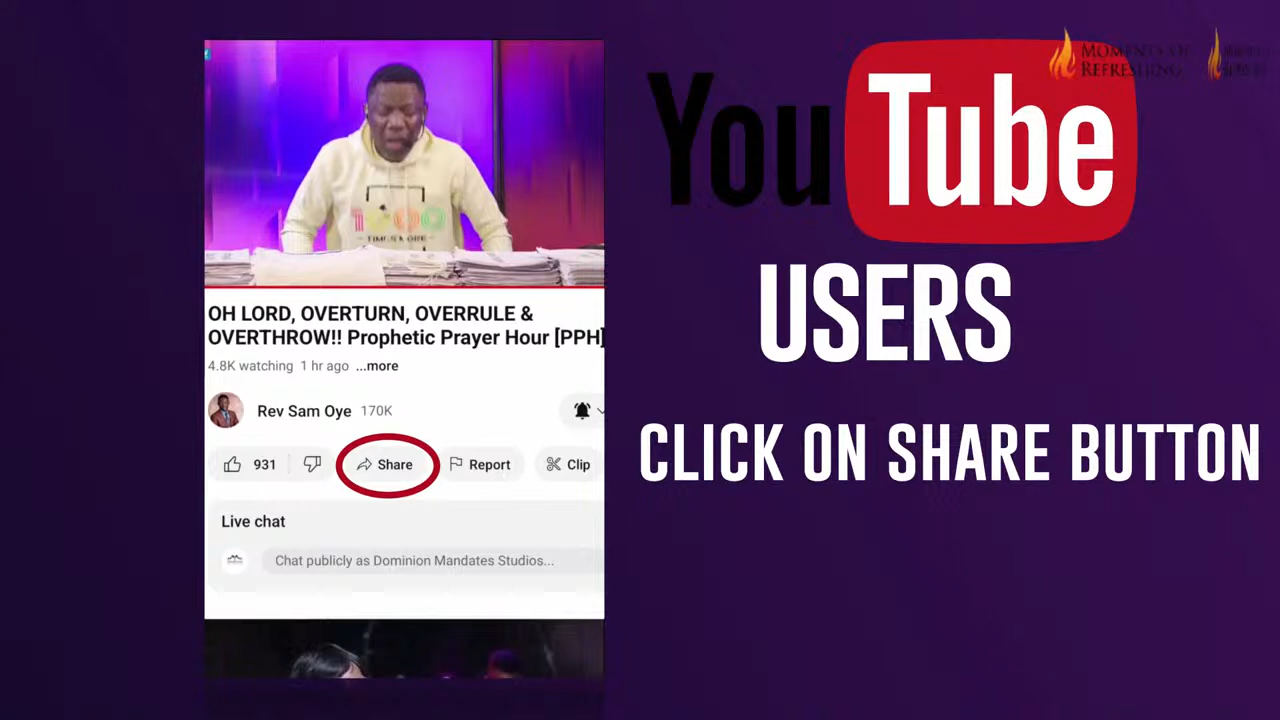 OH LORD, OVERTURN, OVERRULE &
OVERTHROW!! Prophetic Prayer Hour [PPH]
4.8K watching 1 hr ago ...more
Rev Sam Oye 170K
931 Share Report Clip
Live chat
Chat publicly as Dominion Mandates Studios...
MOMENTS OF
REFRESHING
YouTube
USERS
CLICK ON SHARE BUTTON